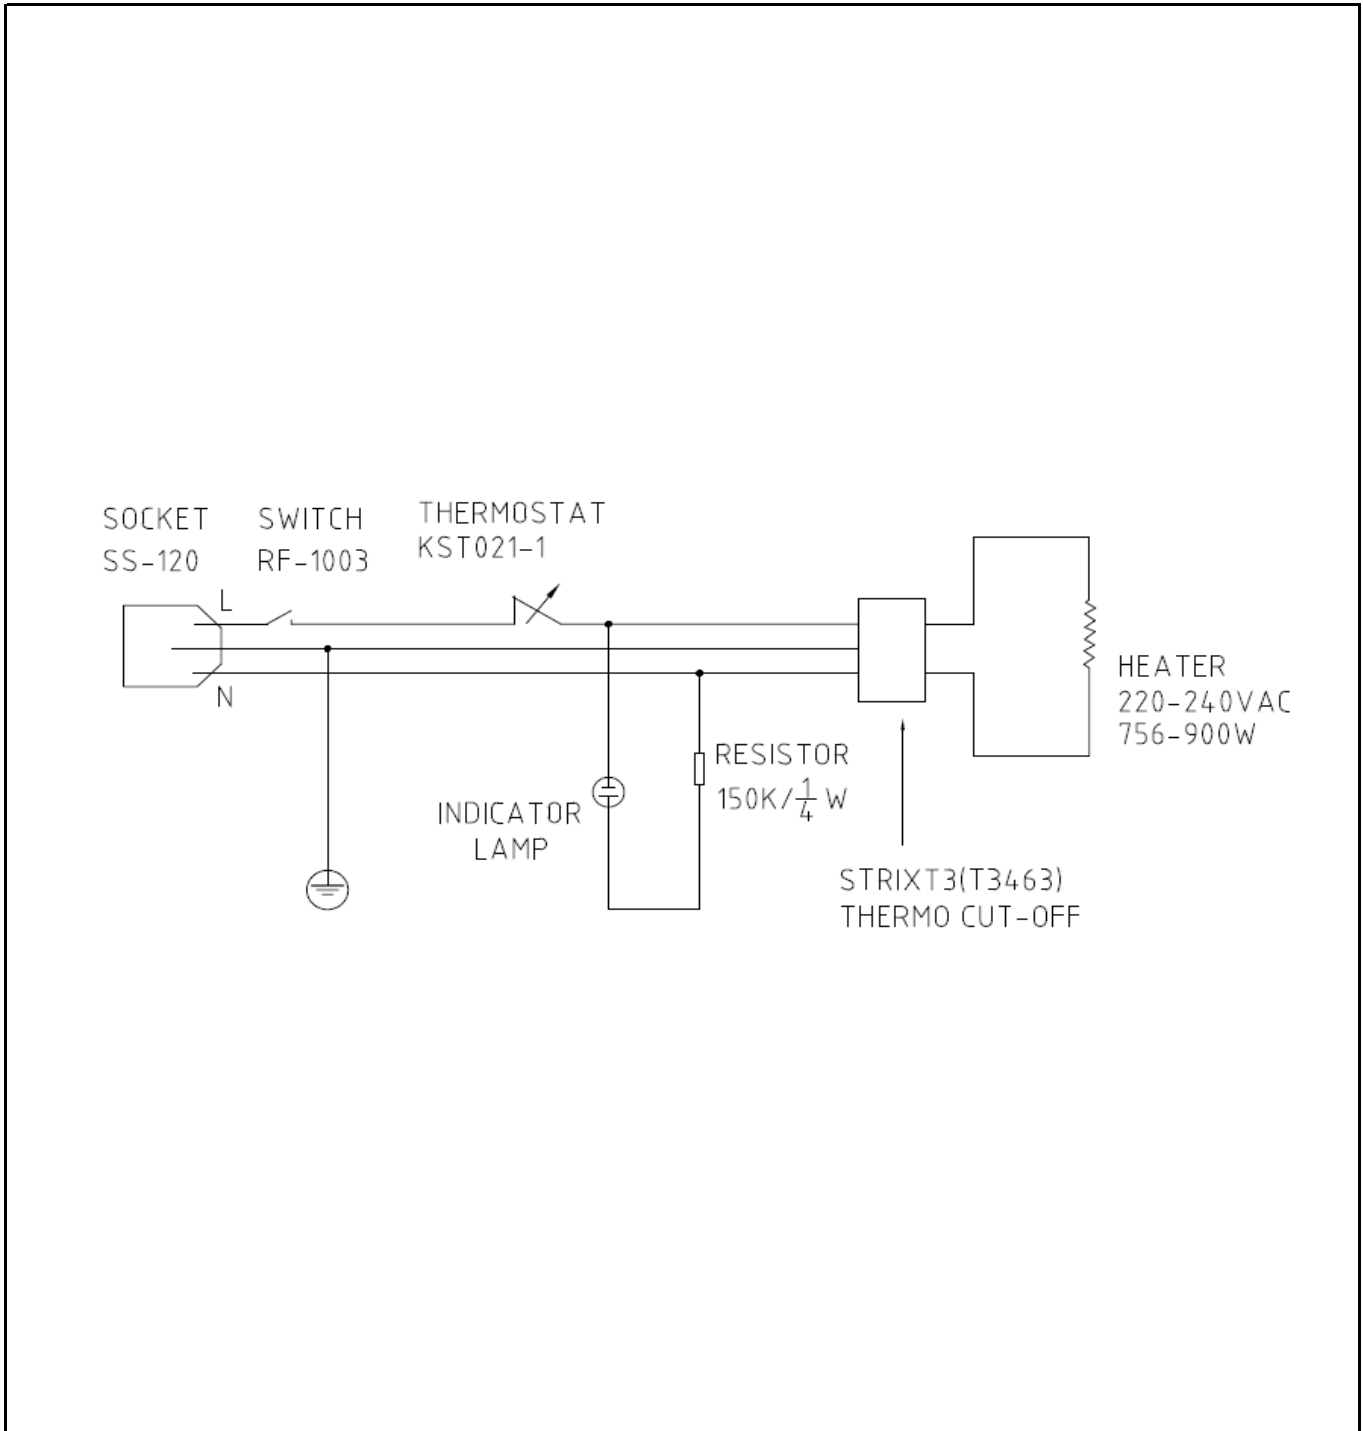 SOCKET
SS-120
SWITCH
RF-1003
THERMOSTAT
KST021-1
L
N
HEATER
220-240VAC
756-900W
RESISTOR
150K/1/4 W
INDICATOR
LAMP
STRIXT3(T3463)
THERMO CUT-OFF